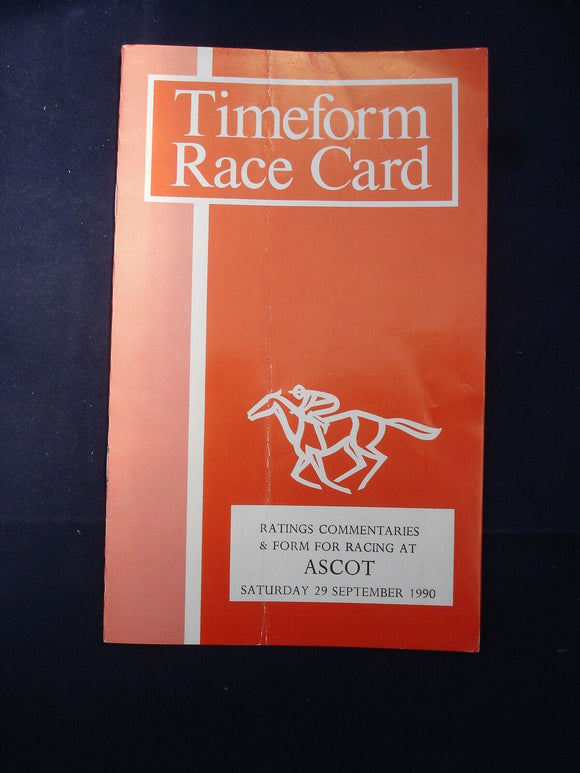 Timeform
Race Card
RATINGS COMMENTARIES
& FORM FOR RACING AT
ASCOT
SATURDAY 29 SEPTEMBER 1990